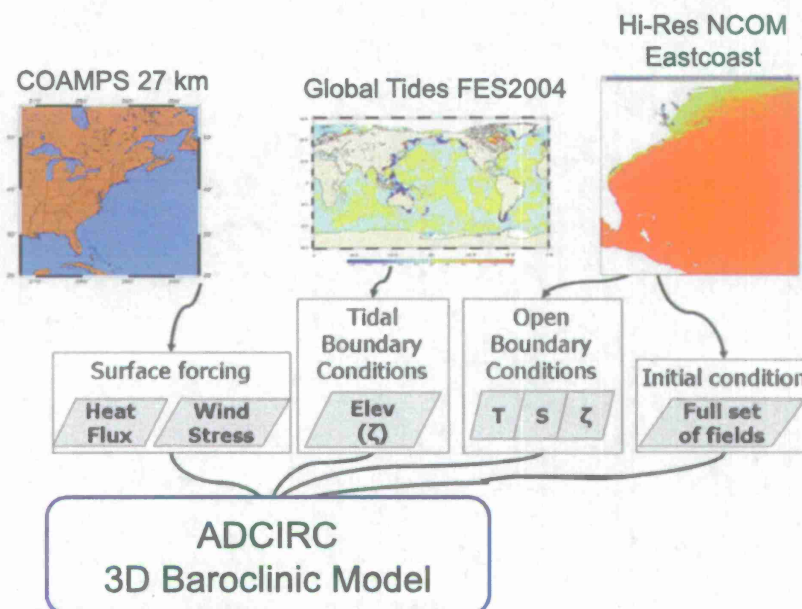 Hi-Res NCOM
Eastcoast
COAMPS 27 km
Global Tides FES2004
Surface forcing
Heat
Flux
Wind
Stress
Tidal
Boundary
Conditions
Elev
(ζ)
Open
Boundary
Conditions
T S ζ
Initial condition
Full set
of fields
ADCIRC
3D Baroclinic Model